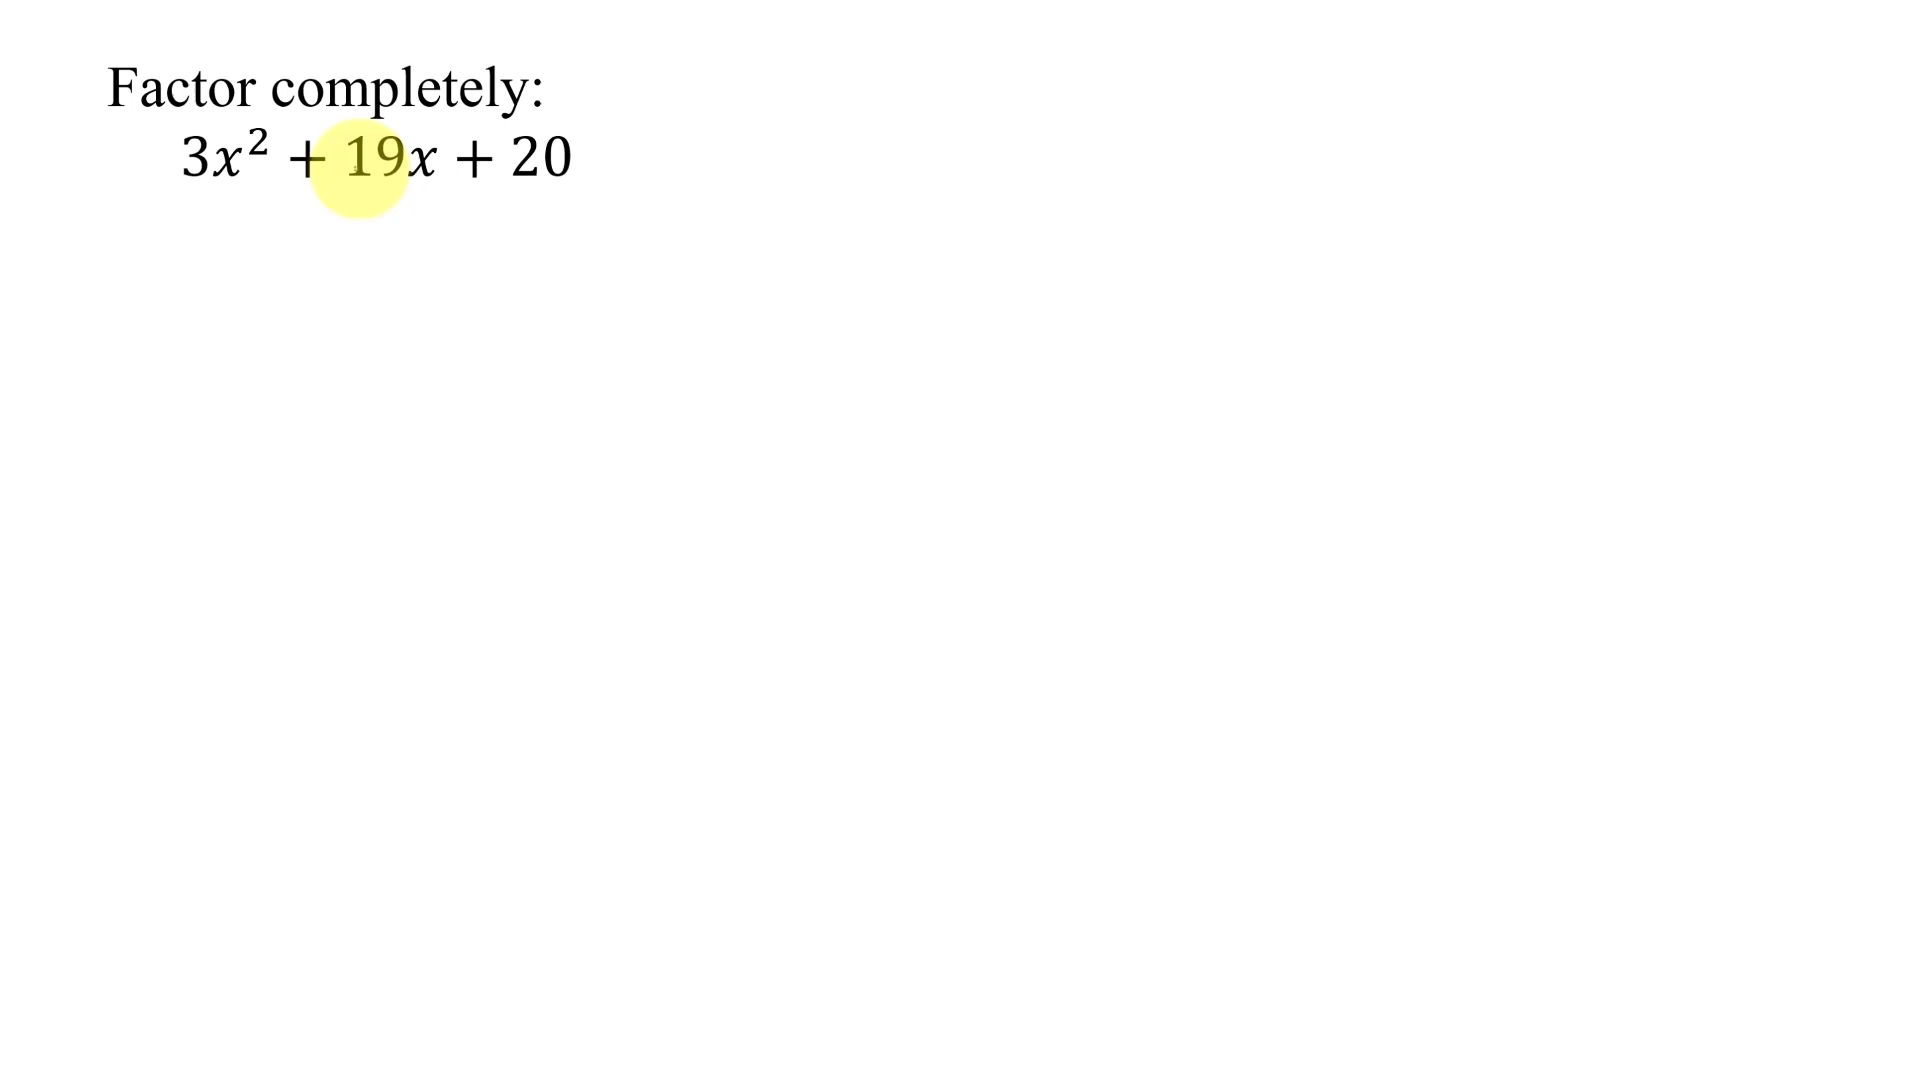 Factor completely:
3x² + 19x + 20